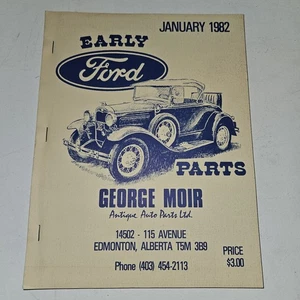 JANUARY 1982
EARLY
Ford
PARTS
GEORGE MOIR
Antique Auto Parts Ltd.
14502 - 115 AVENUE
EDMONTON, ALBERTA T5M 3B9
Phone (403) 454-2113
PRICE
$3.00